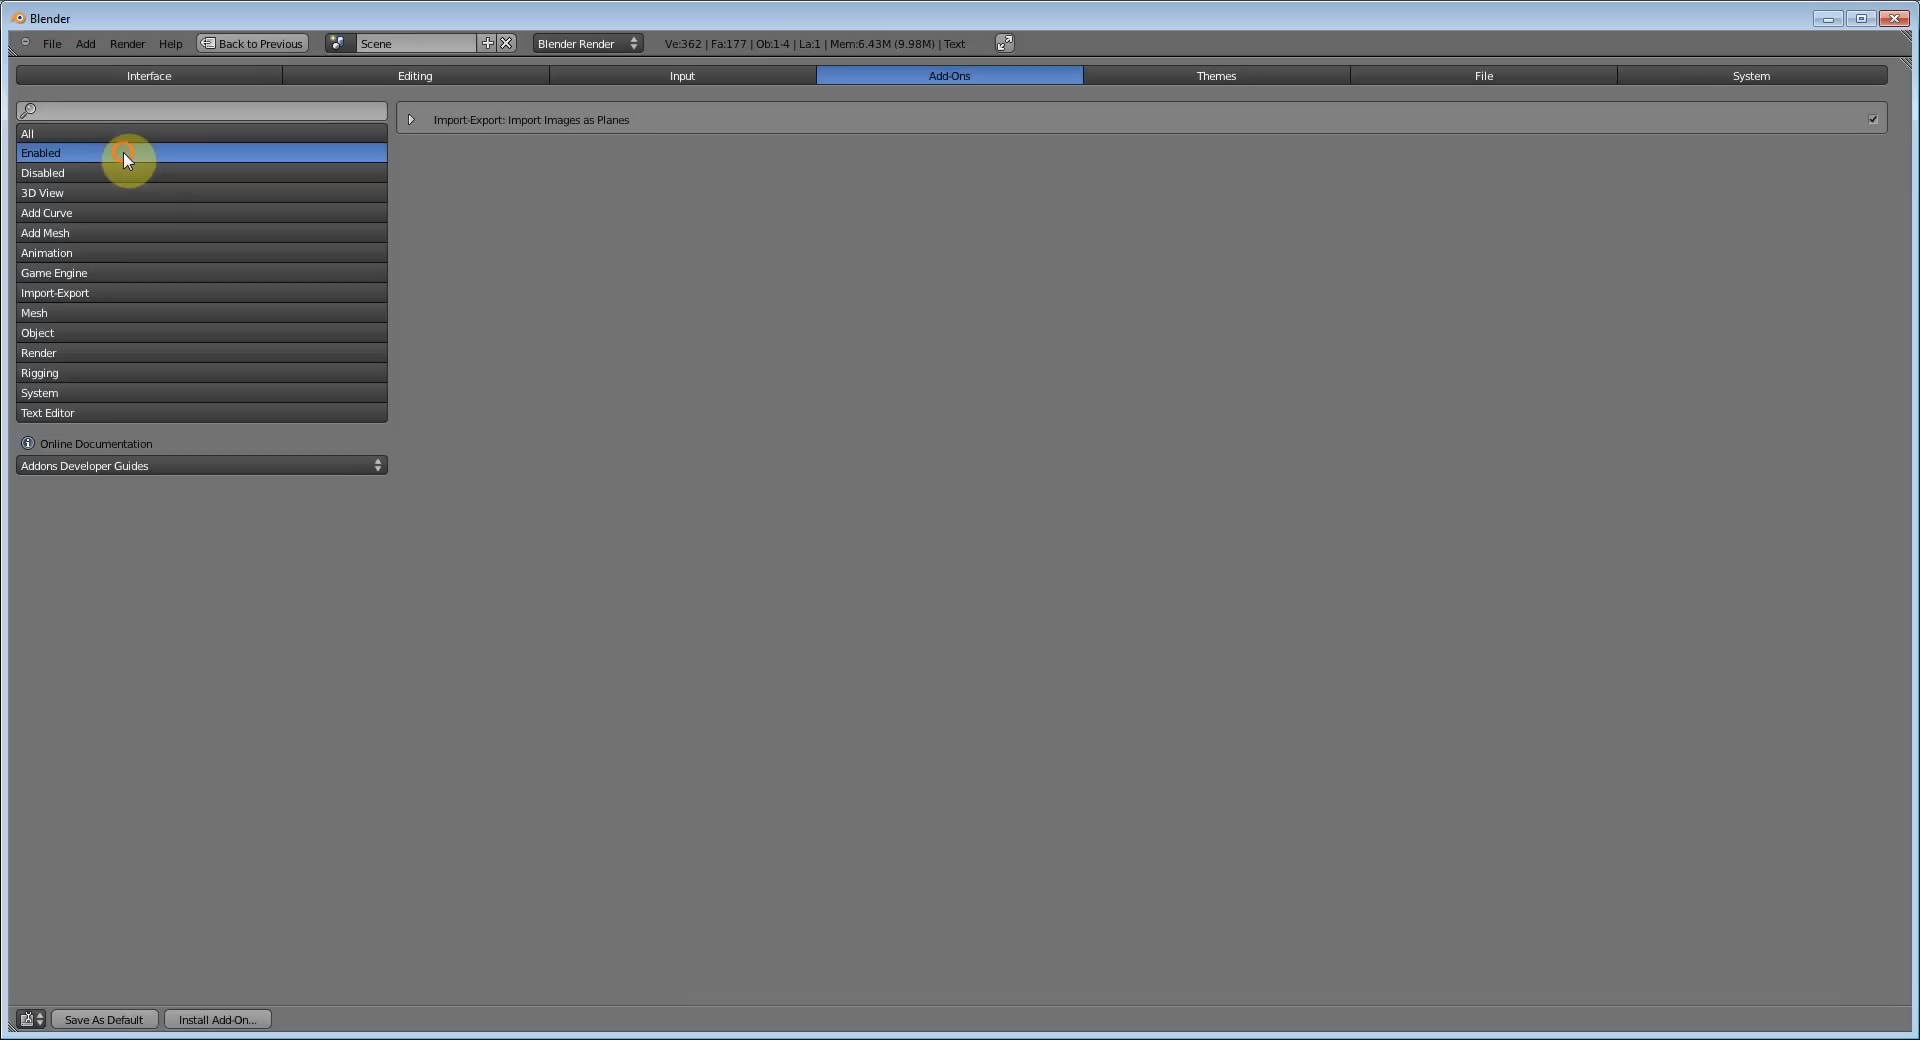 Blender
File Add Render Help Back to Previous Scene Blender Render Ve:362 | Fa:177 | Ob:1-4 | La:1 | Mem:6.43M (9.98M) | Text
Interface Editing Input Add-Ons Themes File System
Import-Export: Import Images as Planes
All
Enabled
Disabled
3D View
Add Curve
Add Mesh
Animation
Game Engine
Import-Export
Mesh
Object
Render
Rigging
System
Text Editor
Online Documentation
Addons Developer Guides
Save As Default Install Add-On...